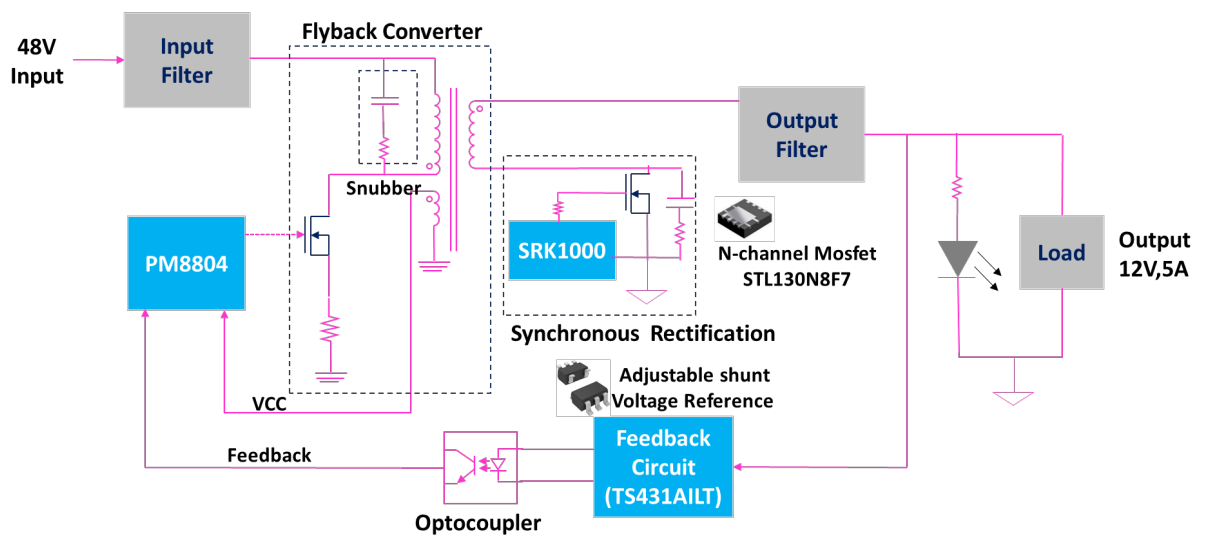 Flyback Converter
48V
Input
Input
Filter
Output
Filter
Snubber
PM8804
SRK1000
N-channel Mosfet
STL130N8F7
Load
Output
12V,5A
Synchronous Rectification
Adjustable shunt
Voltage Reference
VCC
Feedback
Feedback
Circuit
(TS431AILT)
Optocoupler